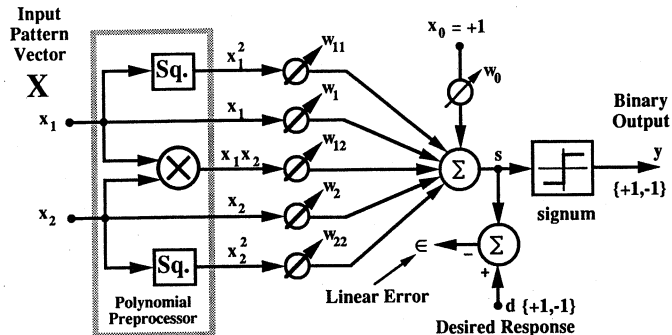 Input
Pattern
Vector
X
x₁
x₂
Sq.
Sq.
Polynomial
Preprocessor
x₁²
x₁
x₁x₂
x₂
x₂²
w₁₁
w₁
w₁₂
w₂
w₂₂
x₀ = +1
w₀
Σ
s
signum
Binary
Output
y
{+1,-1}
Σ
−
+
∈
Linear Error
d {+1,-1}
Desired Response